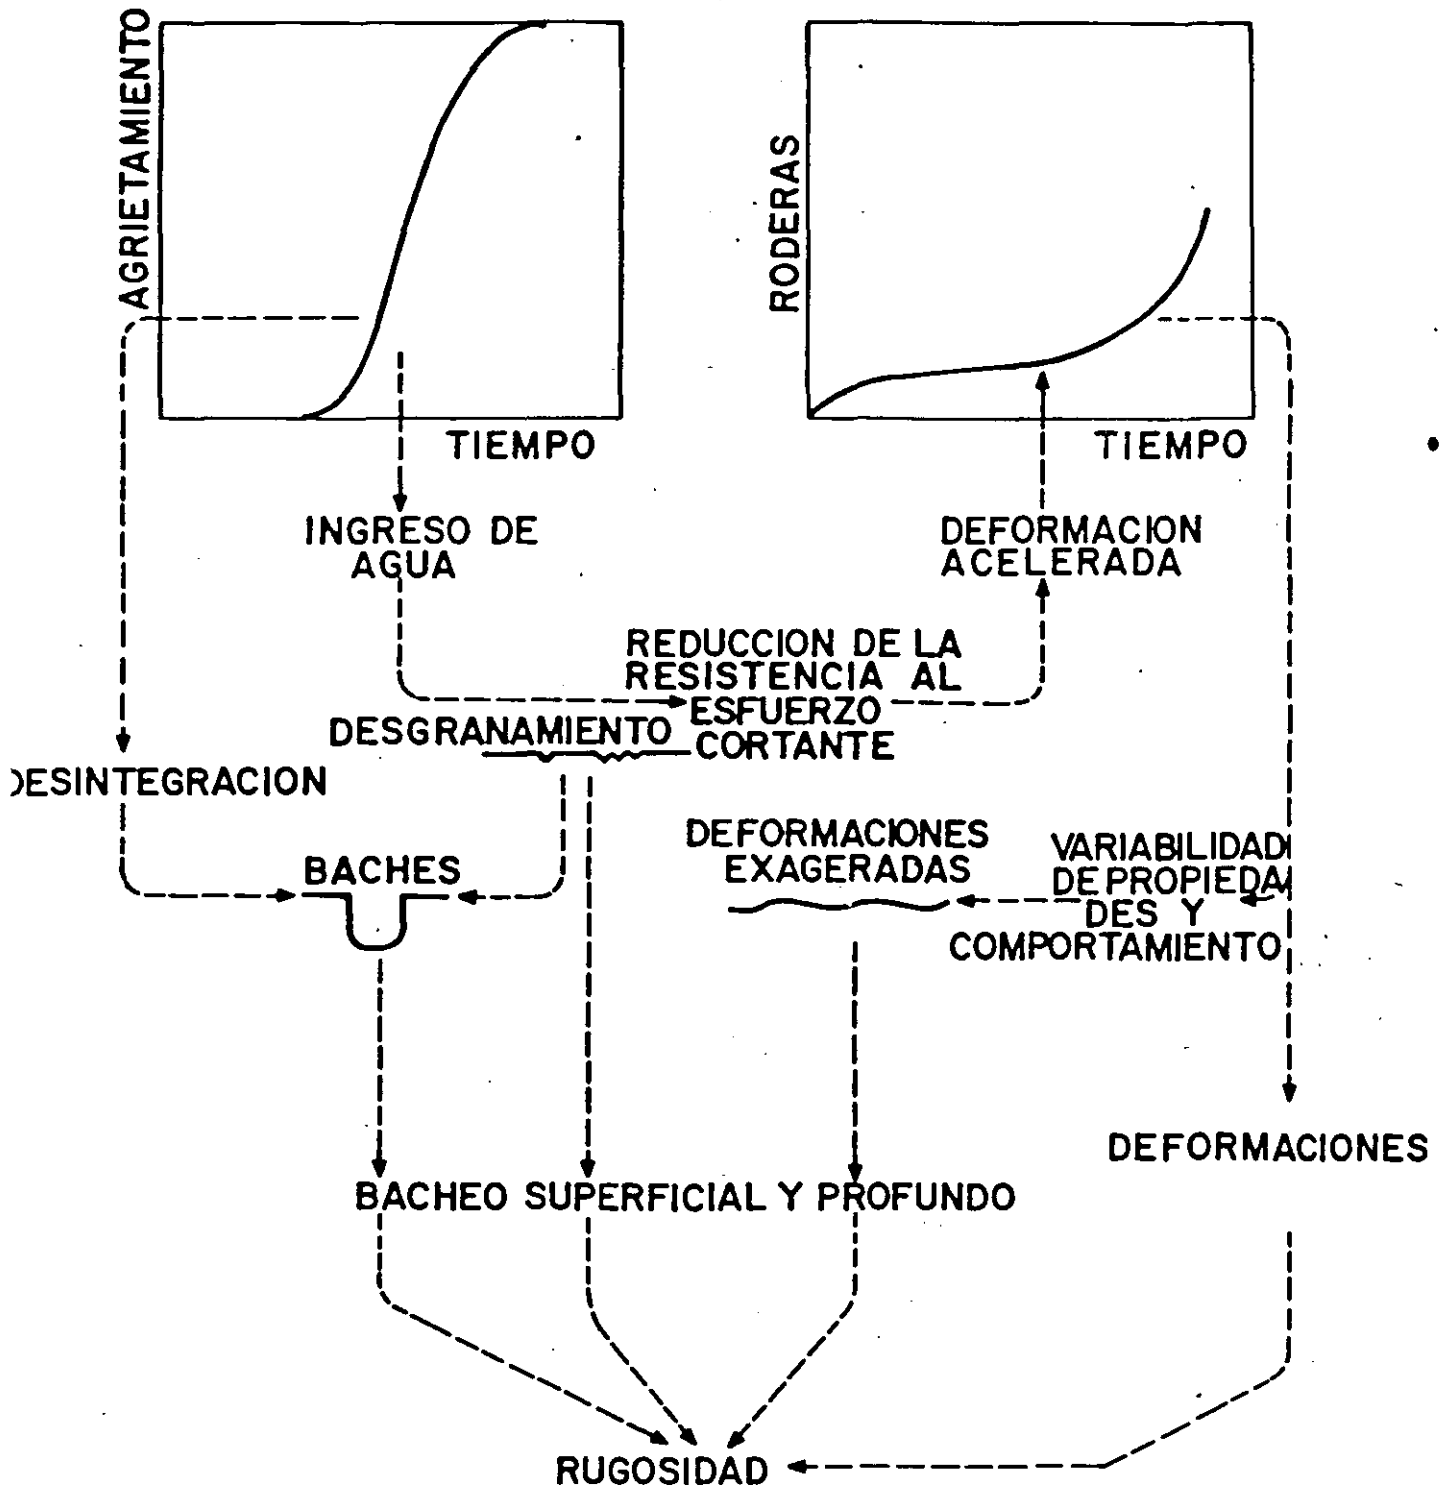 AGRIETAMIENTO
TIEMPO
RODERAS
TIEMPO
INGRESO DE
AGUA
DEFORMACION
ACELERADA
REDUCCION DE LA
RESISTENCIA AL
ESFUERZO
CORTANTE
DESGRANAMIENTO
DESINTEGRACION
BACHES
DEFORMACIONES
EXAGERADAS
VARIABILIDAD
DE PROPIEDA
DES Y
COMPORTAMIENTO
DEFORMACIONES
BACHEO SUPERFICIAL Y PROFUNDO
RUGOSIDAD